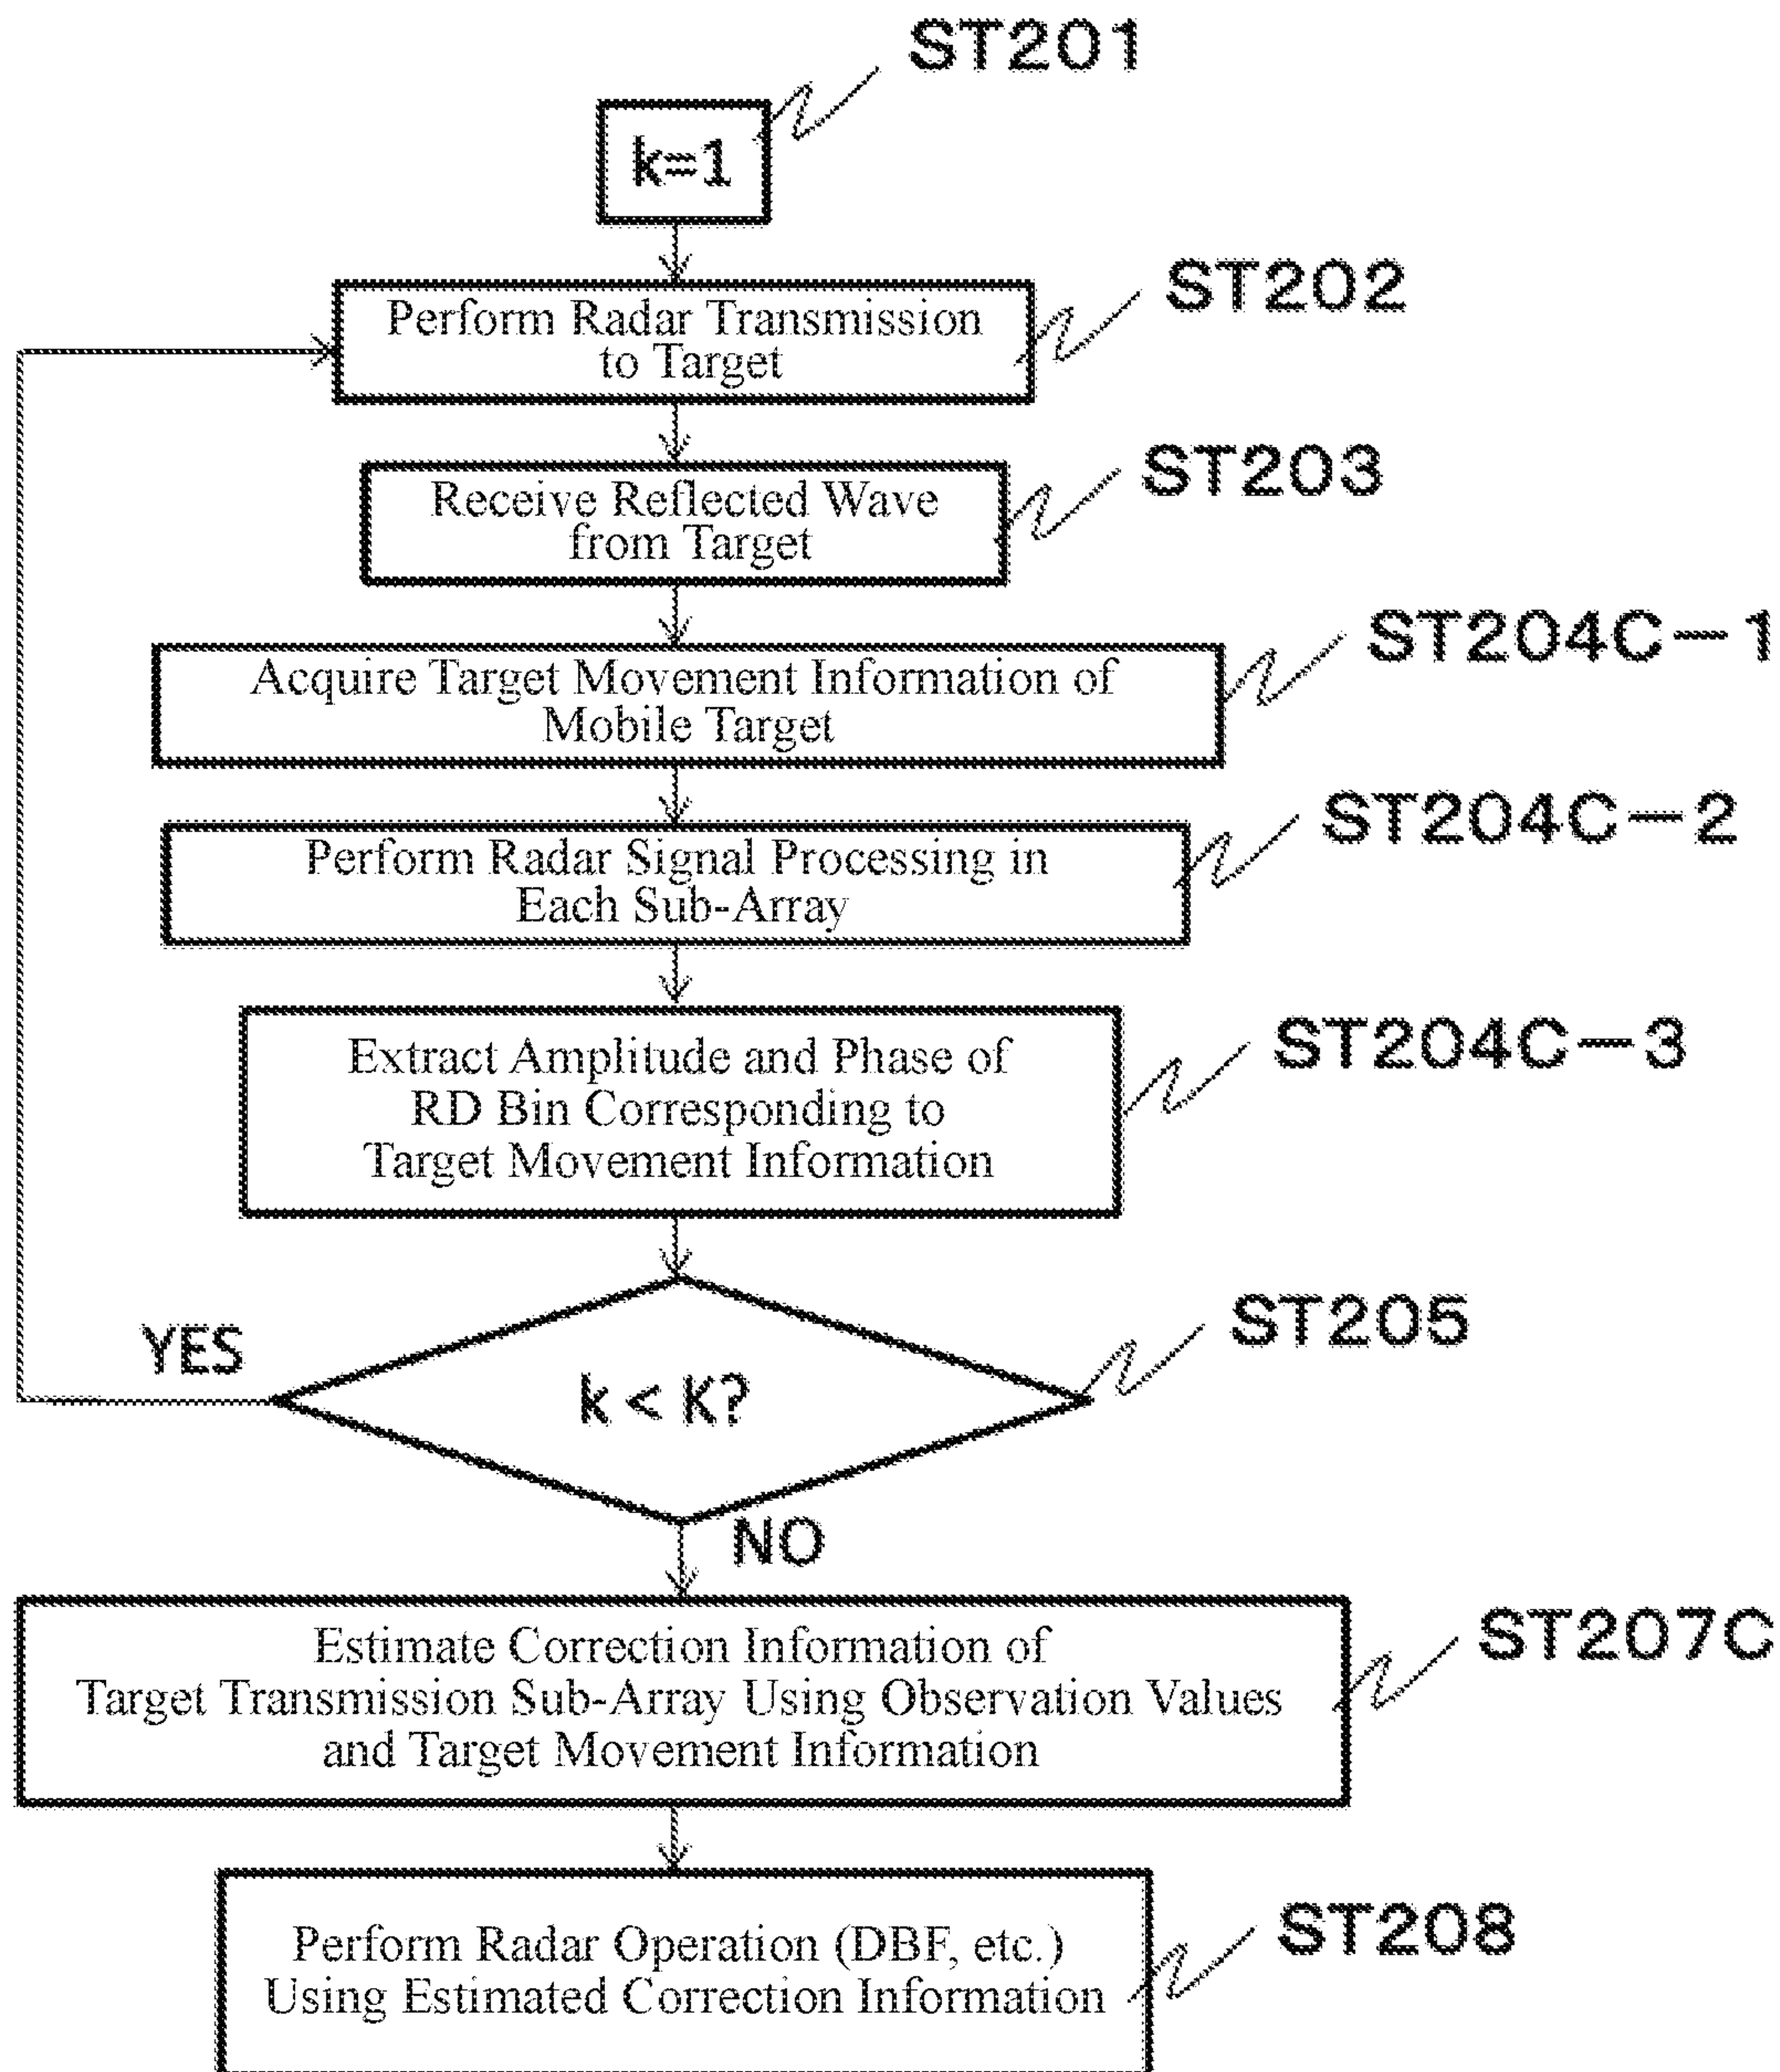 ST201
k=1
ST202
Perform Radar Transmission
to Target
ST203
Receive Reflected Wave
from Target
ST204C-1
Acquire Target Movement Information of
Mobile Target
ST204C-2
Perform Radar Signal Processing in
Each Sub-Array
ST204C-3
Extract Amplitude and Phase of
RD Bin Corresponding to
Target Movement Information
ST205
YES
k < K?
NO
ST207C
Estimate Correction Information of
Target Transmission Sub-Array Using Observation Values
and Target Movement Information
ST208
Perform Radar Operation (DBF, etc.)
Using Estimated Correction Information